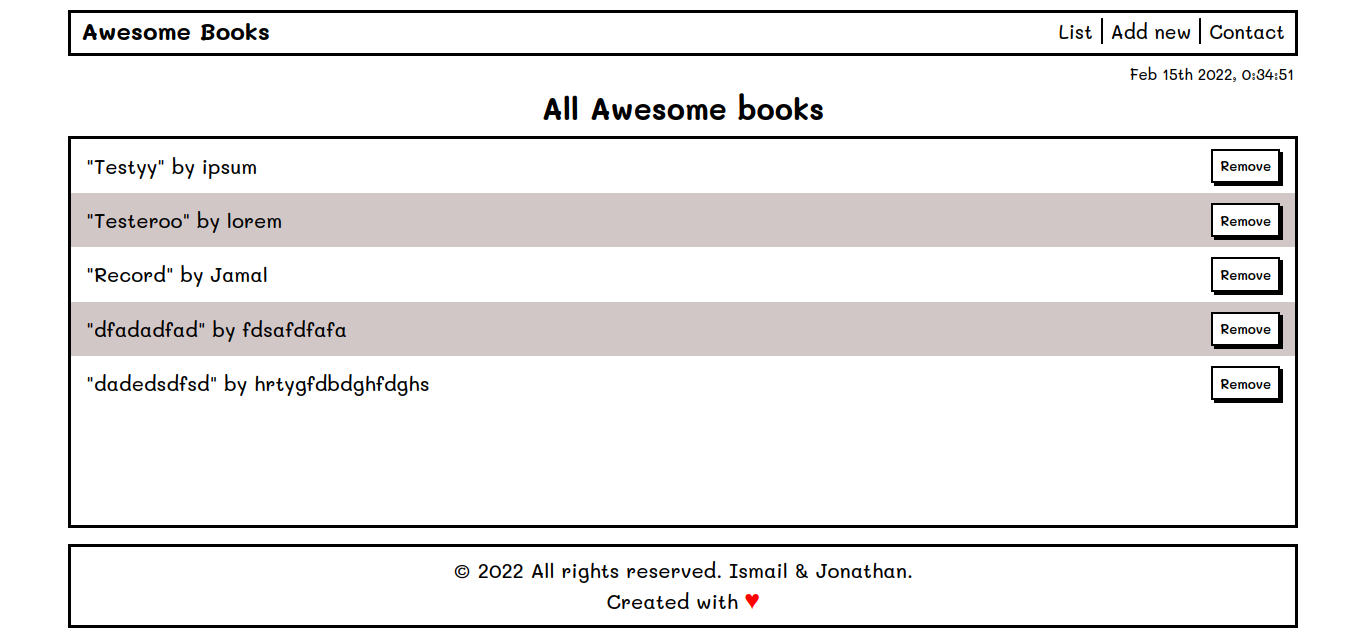 Awesome Books
List Add new Contact
Feb 15th 2022, 0:34:51
All Awesome books
"Testyy" by ipsum Remove
"Testeroo" by lorem Remove
"Record" by Jamal Remove
"dfadadfad" by fdsafdfafa Remove
"dadedsdfsd" by hrtygfdbdghfdghs Remove
© 2022 All rights reserved. Ismail & Jonathan.
Created with ♥